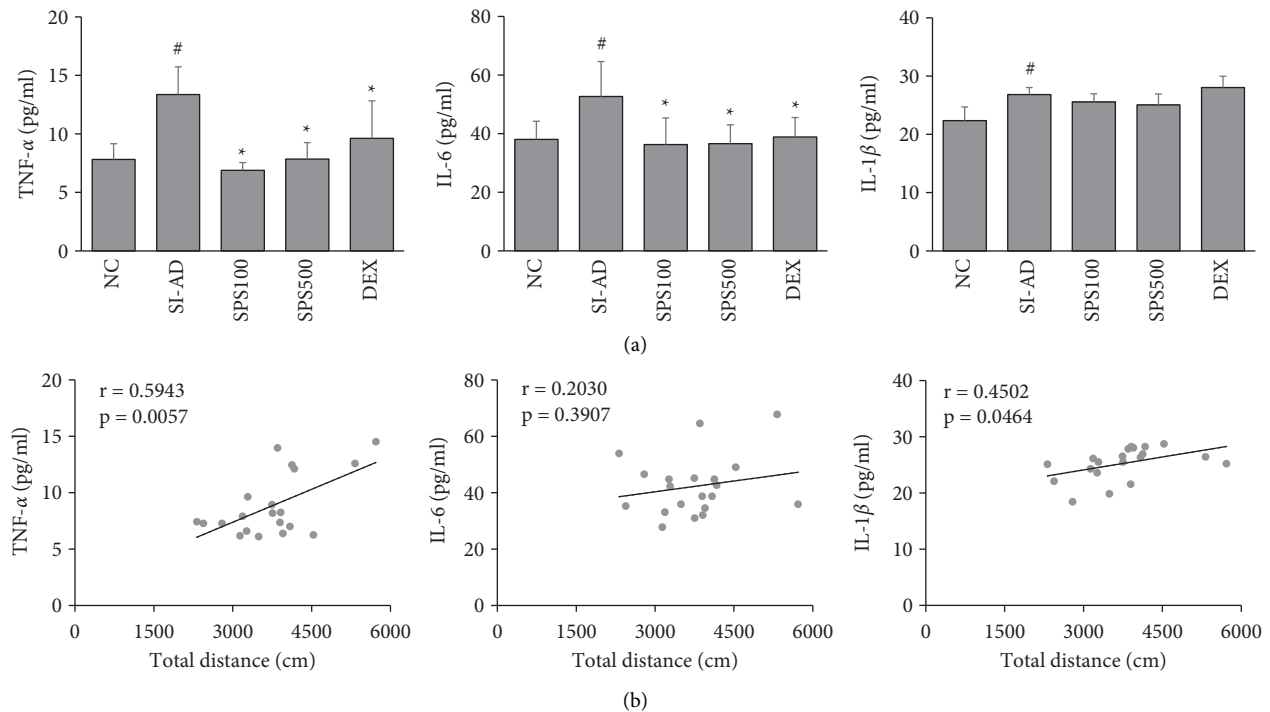 TNF-α (pg/ml)
20
15
10
5
0
#
*
*
*
NC
SI-AD
SPS100
SPS500
DEX
IL-6 (pg/ml)
80
60
40
20
0
#
*
*
*
NC
SI-AD
SPS100
SPS500
DEX
IL-1β (pg/ml)
40
30
20
10
0
#
NC
SI-AD
SPS100
SPS500
DEX
(a)
TNF-α (pg/ml)
20
15
10
5
0
r = 0.5943
p = 0.0057
0 1500 3000 4500 6000
Total distance (cm)
IL-6 (pg/ml)
80
60
40
20
0
r = 0.2030
p = 0.3907
0 1500 3000 4500 6000
Total distance (cm)
IL-1β (pg/ml)
40
30
20
10
0
r = 0.4502
p = 0.0464
0 1500 3000 4500 6000
Total distance (cm)
(b)